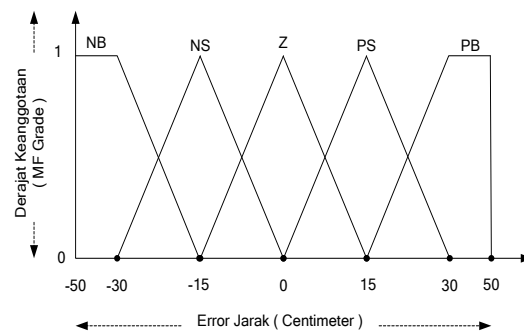 Derajat Keanggotaan
( MF Grade )
1
0
NB NS Z PS PB
-50 -30 -15 0 15 30 50
Error Jarak ( Centimeter )